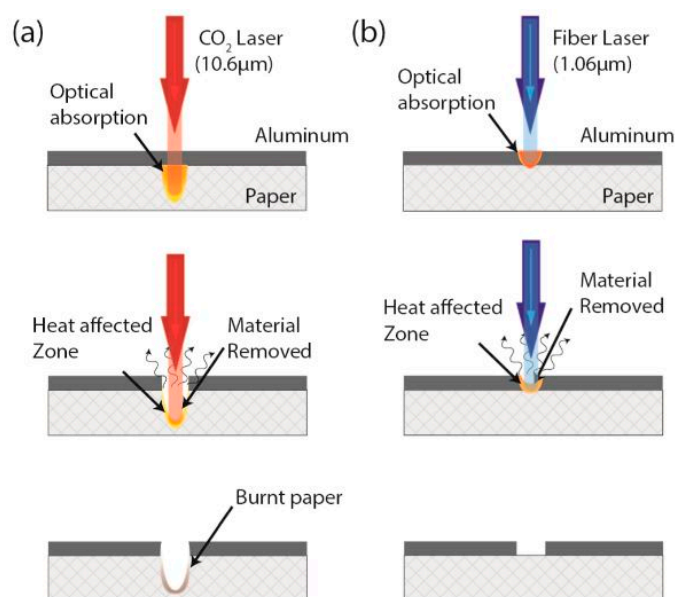 (a)
CO₂ Laser
(10.6µm)
Optical
absorption
Aluminum
Paper
Heat affected
Zone
Material
Removed
Burnt paper
(b)
Fiber Laser
(1.06µm)
Optical
absorption
Aluminum
Paper
Heat affected
Zone
Material
Removed